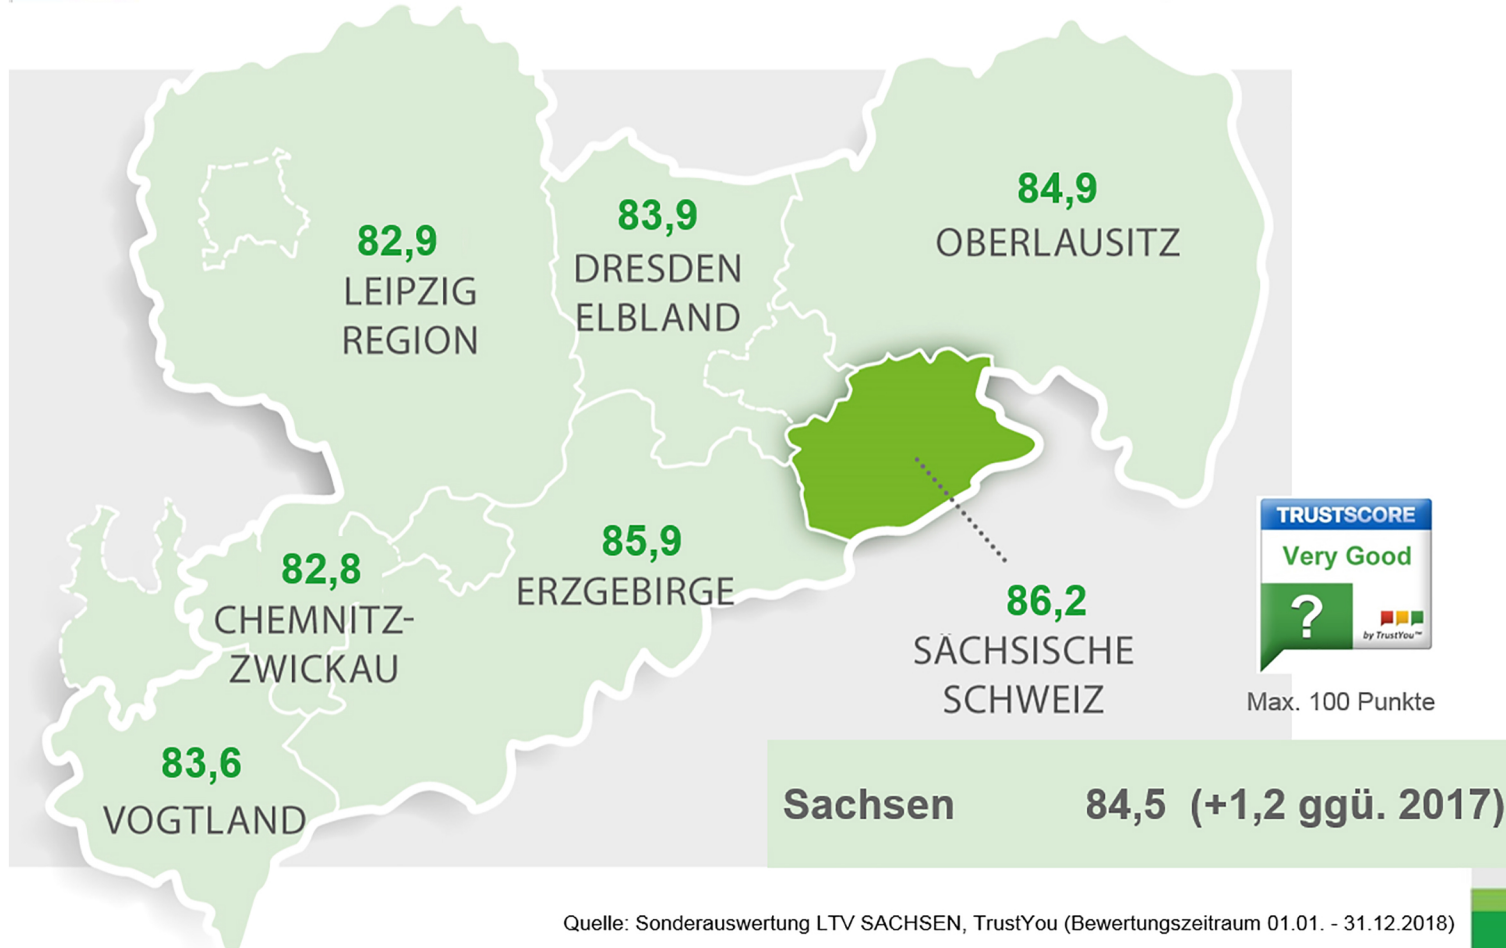 82,9
LEIPZIG
REGION
83,9
DRESDEN
ELBLAND
84,9
OBERLAUSITZ
82,8
CHEMNITZ-
ZWICKAU
85,9
ERZGEBIRGE
86,2
SÄCHSISCHE
SCHWEIZ
83,6
VOGTLAND
TRUSTSCORE
Very Good
?
by TrustYou™
Max. 100 Punkte
Sachsen 84,5 (+1,2 ggü. 2017)
Quelle: Sonderauswertung LTV SACHSEN, TrustYou (Bewertungszeitraum 01.01. - 31.12.2018)